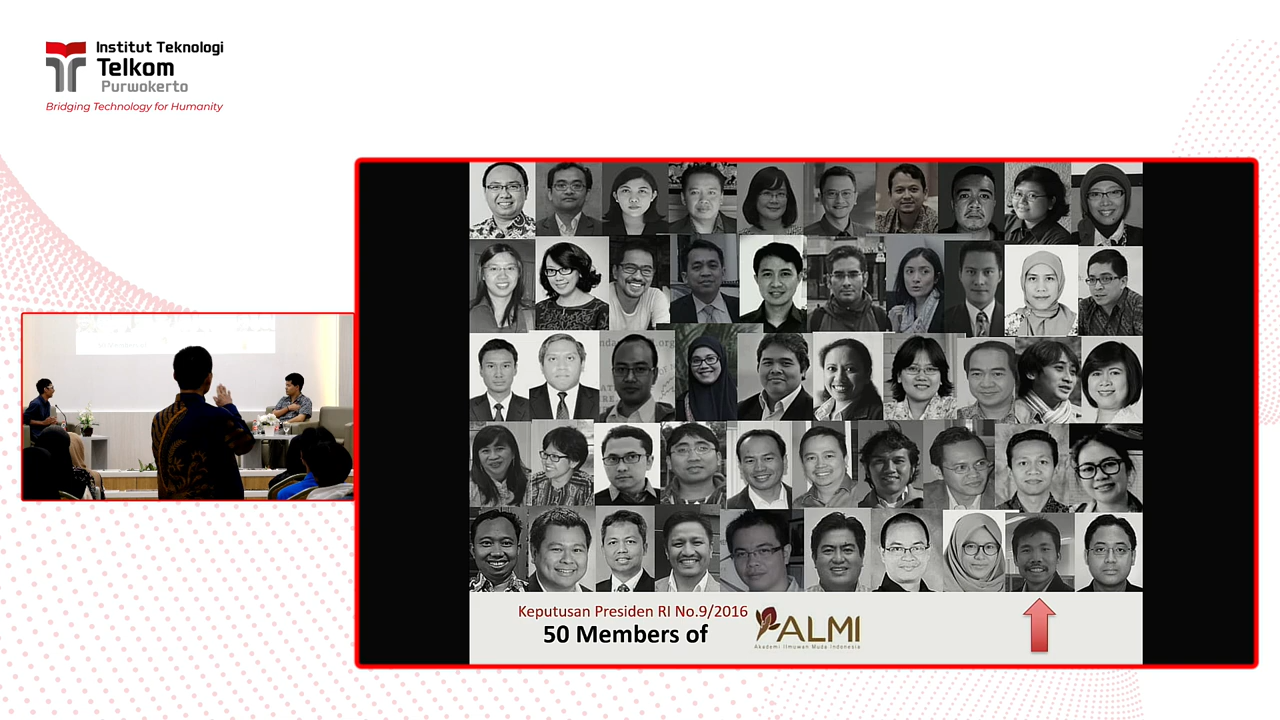 Institut Teknologi
Telkom
Purwokerto
Bridging Technology for Humanity
Keputusan Presiden RI No.9/2016
50 Members of
ALMI
Akademi Ilmuwan Muda Indonesia